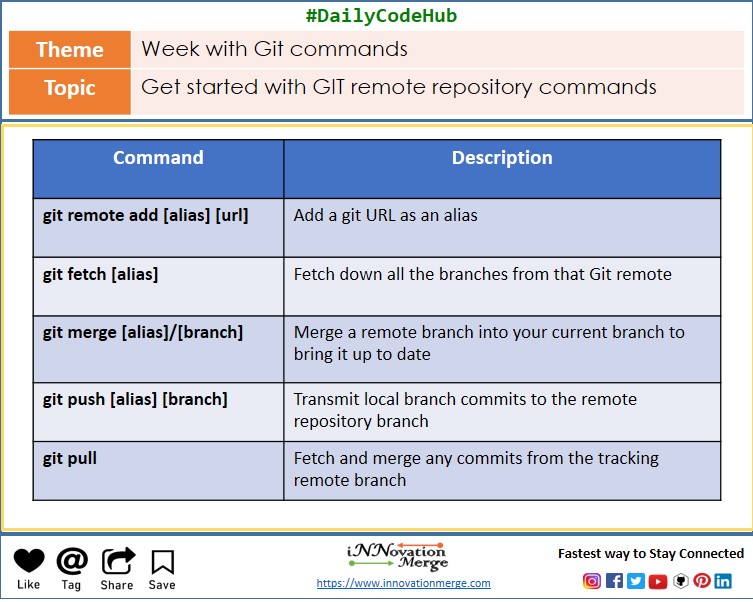 #DailyCodeHub
Theme
Week with Git commands
Topic
Get started with GIT remote repository commands
Command
Description
git remote add [alias] [url]
Add a git URL as an alias
git fetch [alias]
Fetch down all the branches from that Git remote
git merge [alias]/[branch]
Merge a remote branch into your current branch to
bring it up to date
git push [alias] [branch]
Transmit local branch commits to the remote
repository branch
git pull
Fetch and merge any commits from the tracking
remote branch
Like
Tag
Share
Save
iNNovation
Merge
https://www.innovationmerge.com
Fastest way to Stay Connected